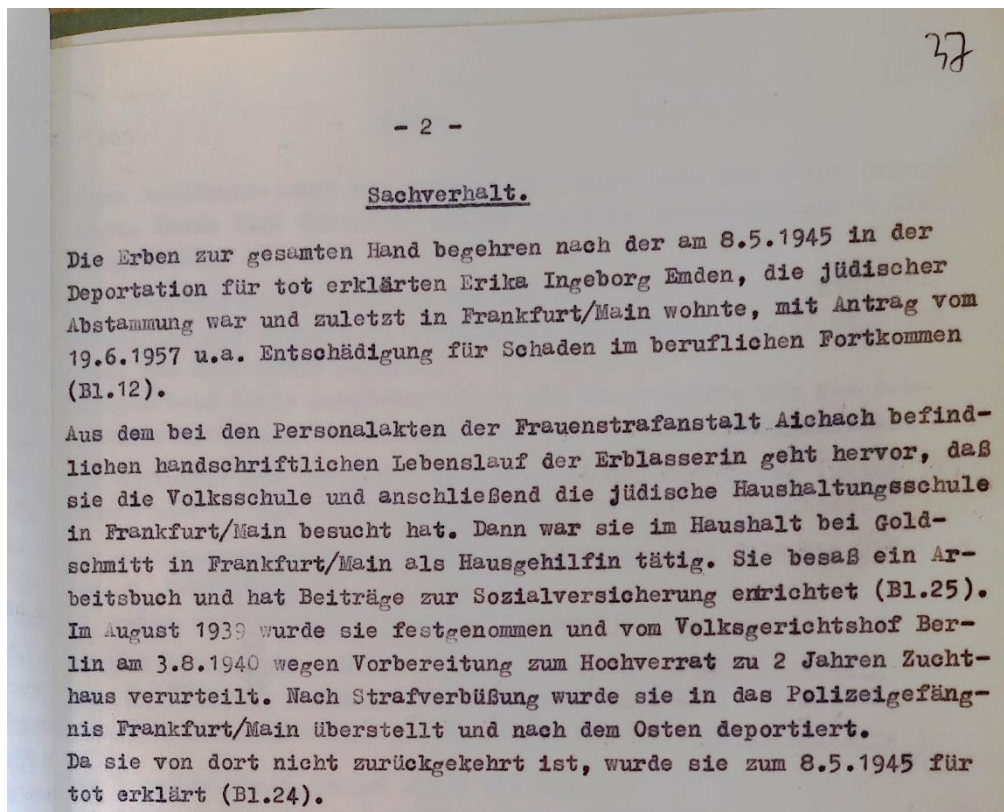 37
- 2 -
Sachverhalt.
Die Erben zur gesamten Hand begehren nach der am 8.5.1945 in der
Deportation für tot erklärten Erika Ingeborg Emden, die jüdischer
Abstammung war und zuletzt in Frankfurt/Main wohnte, mit Antrag vom
19.6.1957 u.a. Entschädigung für Schaden im beruflichen Fortkommen
(Bl.12).
Aus dem bei den Personalakten der Frauenstrafanstalt Aichach befind-
lichen handschriftlichen Lebenslauf der Erblasserin geht hervor, daß
sie die Volksschule und anschließend die jüdische Haushaltungsschule
in Frankfurt/Main besucht hat. Dann war sie im Haushalt bei Gold-
schmitt in Frankfurt/Main als Hausgehilfin tätig. Sie besaß ein Ar-
beitsbuch und hat Beiträge zur Sozialversicherung entrichtet (Bl.25).
Im August 1939 wurde sie festgenommen und vom Volksgerichtshof Ber-
lin am 3.8.1940 wegen Vorbereitung zum Hochverrat zu 2 Jahren Zucht-
haus verurteilt. Nach Strafverbüßung wurde sie in das Polizeigefäng-
nis Frankfurt/Main überstellt und nach dem Osten deportiert.
Da sie von dort nicht zurückgekehrt ist, wurde sie zum 8.5.1945 für
tot erklärt (Bl.24).